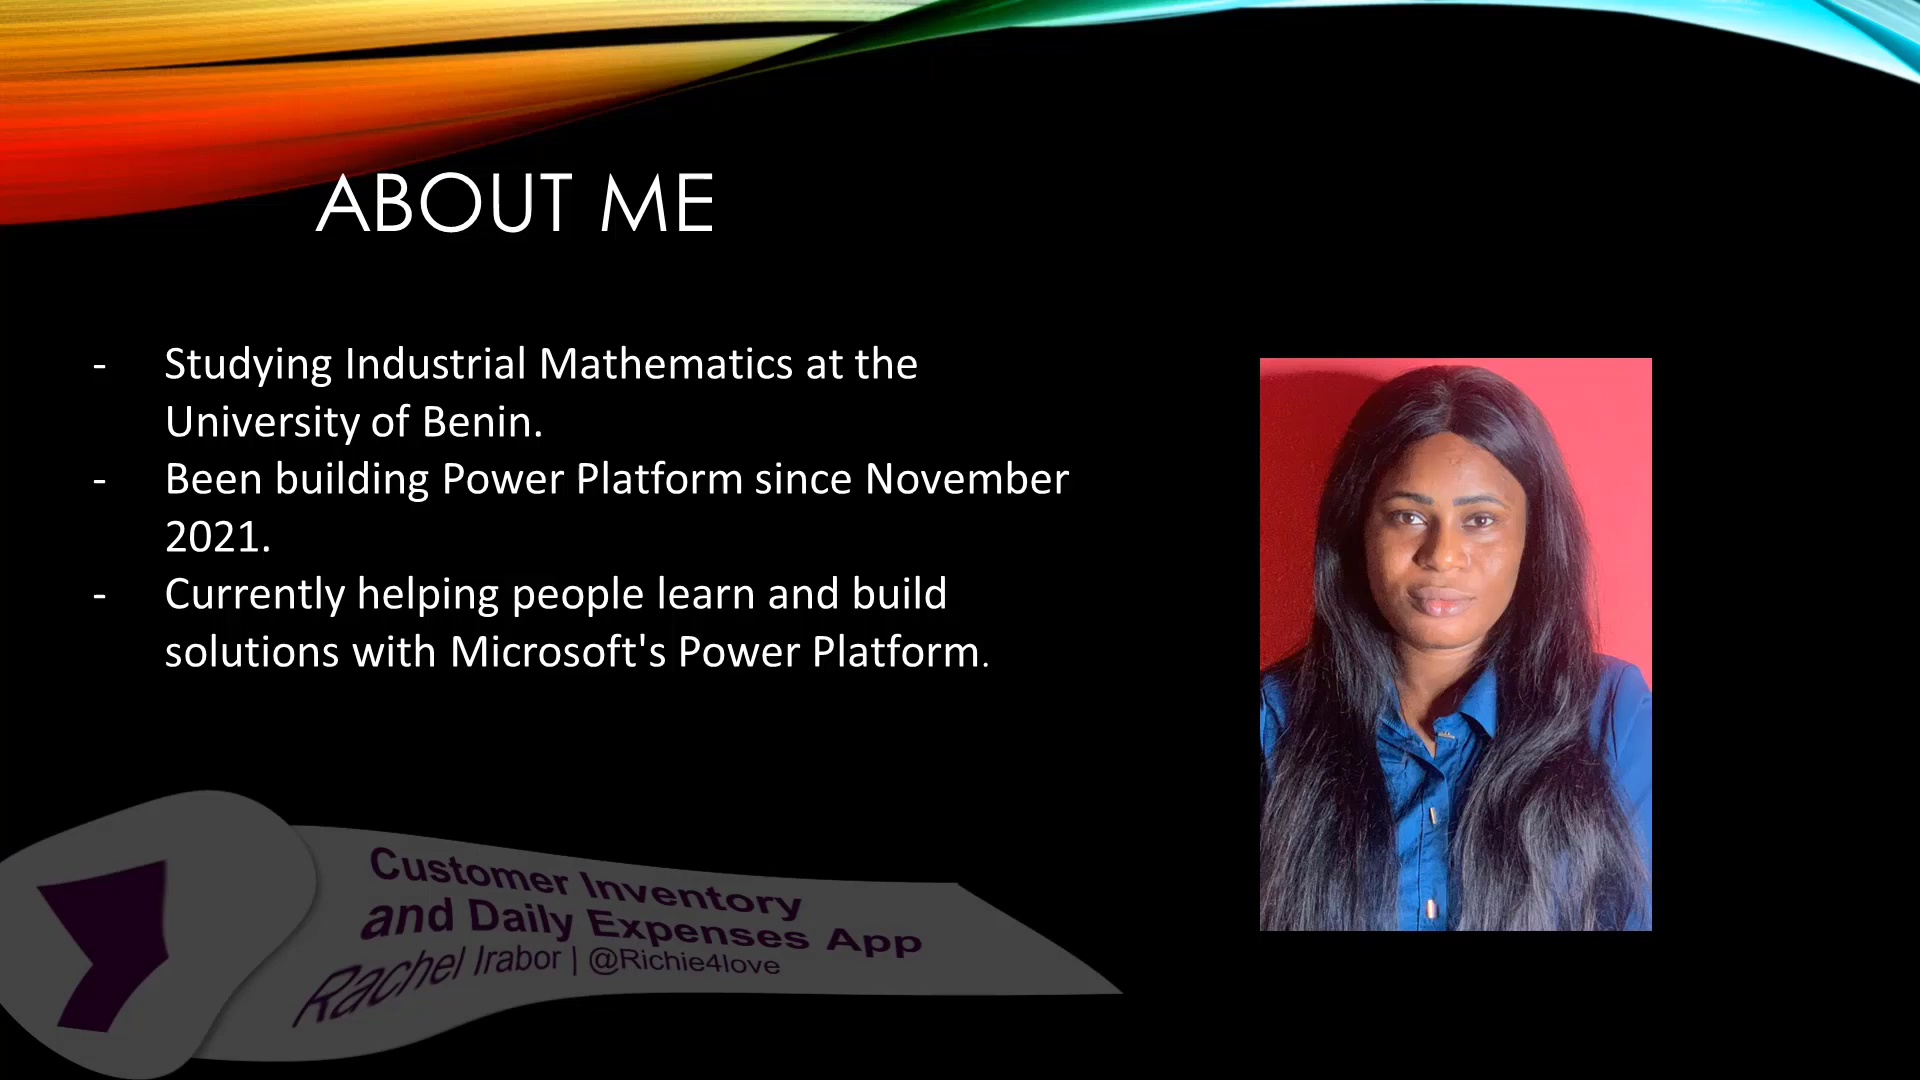 ABOUT ME
- Studying Industrial Mathematics at the
University of Benin.
- Been building Power Platform since November
2021.
- Currently helping people learn and build
solutions with Microsoft's Power Platform.
Customer Inventory
and Daily Expenses App
Rachel Irabor | @Richie4love